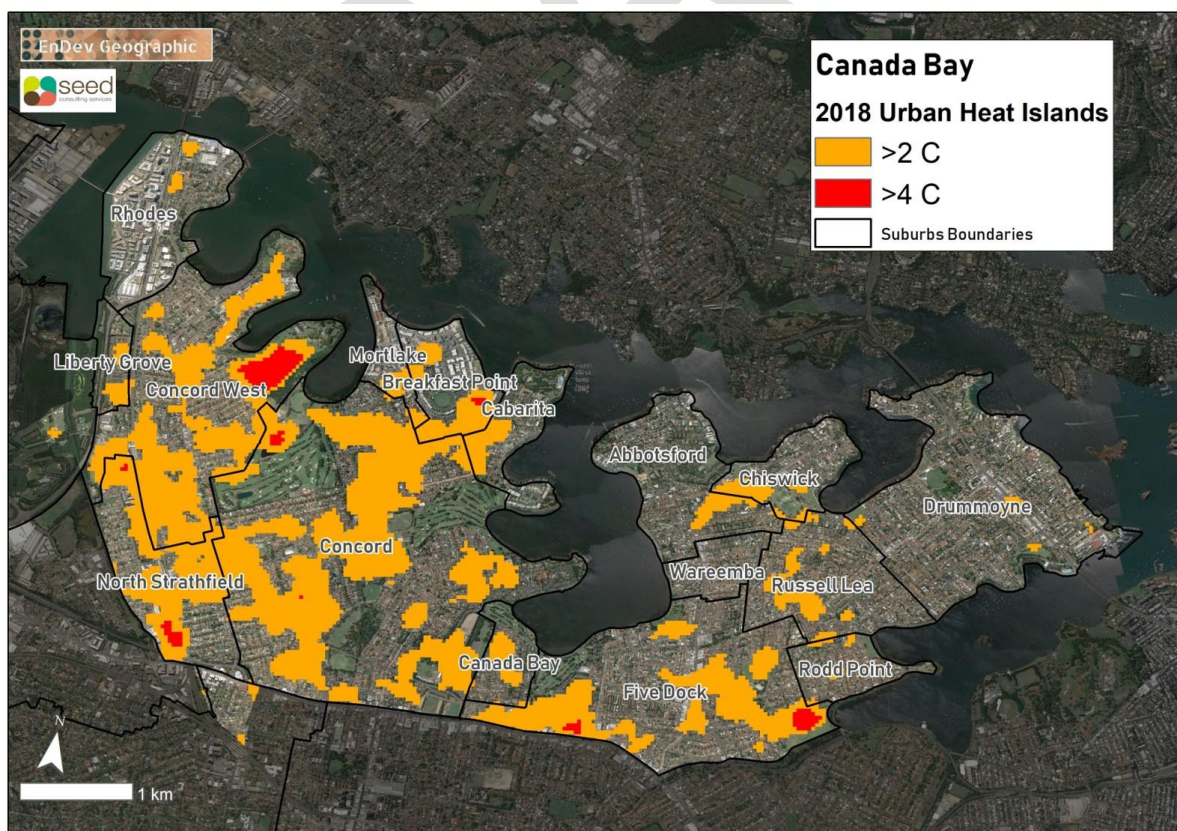 EnDev Geographic
seed
consulting services
Canada Bay
2018 Urban Heat Islands
>2 C
>4 C
Suburbs Boundaries
Rhodes
Liberty Grove
Concord West
Mortlake
Breakfast Point
Cabarita
Abbotsford
Chiswick
Drummoyne
Concord
North Strathfield
Wareemba
Russell Lea
Canada Bay
Five Dock
Rodd Point
N
1 km